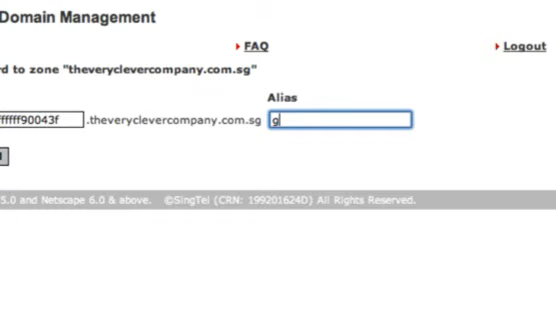 Domain Management
FAQ Logout
rd to zone "theveryclevercompany.com.sg"
Alias
ffffff90043f .theveryclevercompany.com.sg g
5.0 and Netscape 6.0 & above. ©SingTel (CRN: 199201624D) All Rights Reserved.